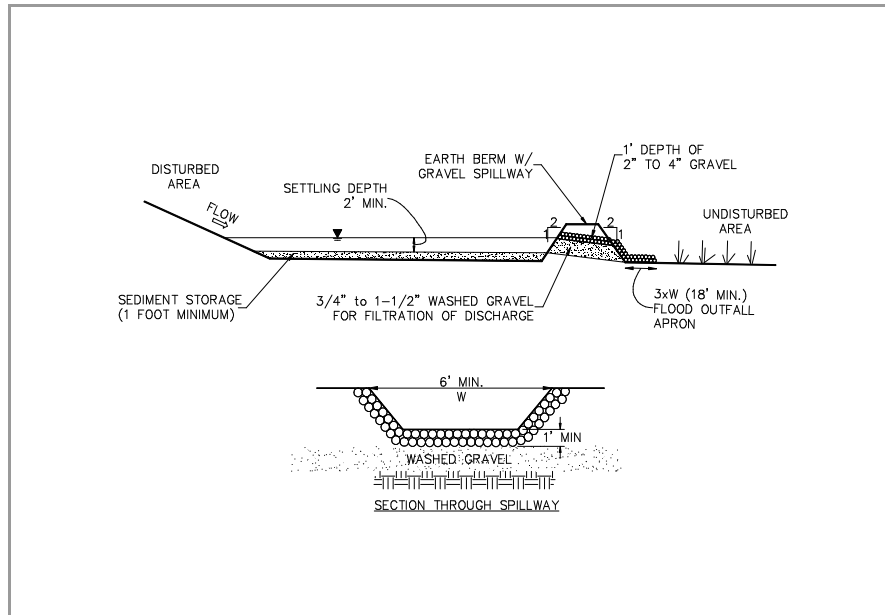 DISTURBED
AREA
FLOW
SETTLING DEPTH
2' MIN.
EARTH BERM W/
GRAVEL SPILLWAY
1' DEPTH OF
2" TO 4" GRAVEL
2
1
2
1
UNDISTURBED
AREA
SEDIMENT STORAGE
(1 FOOT MINIMUM)
3/4" to 1-1/2" WASHED GRAVEL
FOR FILTRATION OF DISCHARGE
3xW (18' MIN.)
FLOOD OUTFALL
APRON
6' MIN.
W
1' MIN
WASHED GRAVEL
SECTION THROUGH SPILLWAY